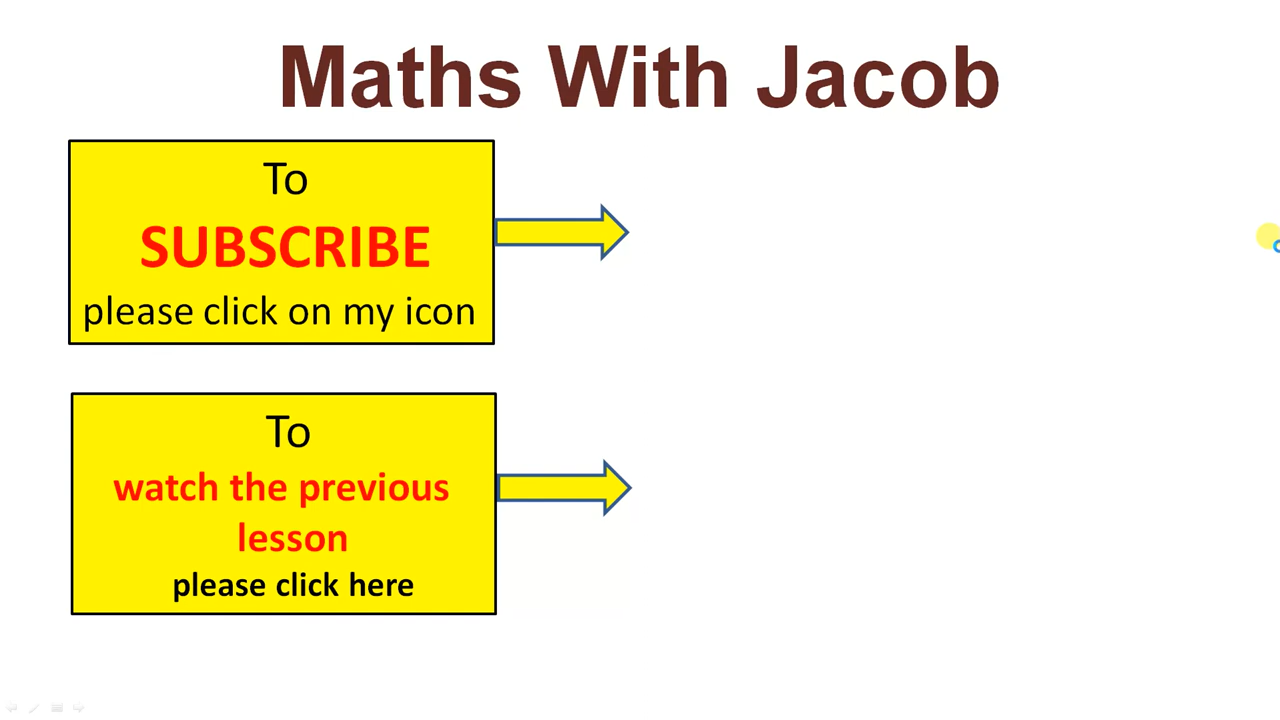 Maths With Jacob
To
SUBSCRIBE
please click on my icon
To
watch the previous
lesson
please click here